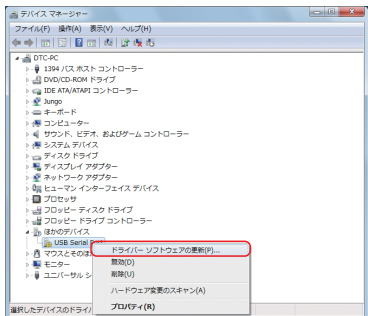 デバイス マネージャー
ファイル(F) 操作(A) 表示(V) ヘルプ(H)
DTC-PC
1394 バス ホスト コントローラー
DVD/CD-ROM ドライブ
IDE ATA/ATAPI コントローラー
Jungo
キーボード
コンピューター
サウンド、ビデオ、およびゲーム コントローラー
システム デバイス
ディスク ドライブ
ディスプレイ アダプター
ネットワーク アダプター
ヒューマン インターフェイス デバイス
プロセッサ
フロッピー ディスク ドライブ
フロッピー ドライブ コントローラー
ほかのデバイス
USB Serial
ドライバー ソフトウェアの更新(P)...
マウスとそのほ
無効(D)
モニター
削除(U)
ユニバーサル シ
ハードウェア変更のスキャン(A)
プロパティ(R)
選択したデバイスのドライバ